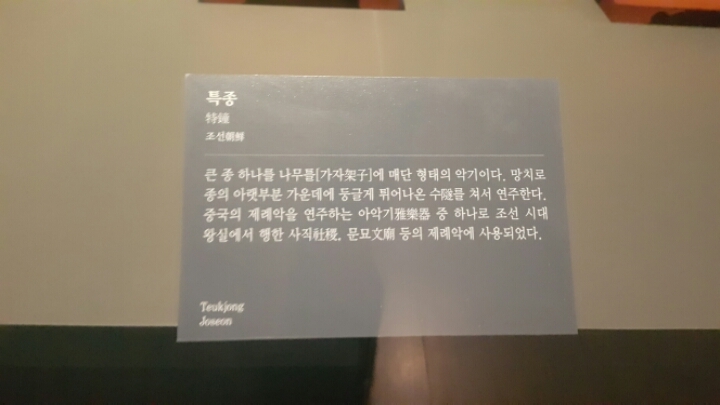 특종
特鐘
조선朝鮮
큰 종 하나를 나무틀[가자架子]에 매단 형태의 악기이다. 망치로
종의 아랫부분 가운데에 둥글게 튀어나온 수隧를 쳐서 연주한다.
중국의 제례악을 연주하는 아악기雅樂器 중 하나로 조선 시대
왕실에서 행한 사직社稷, 문묘文廟 등의 제례악에 사용되었다.
Teukjong
Joseon